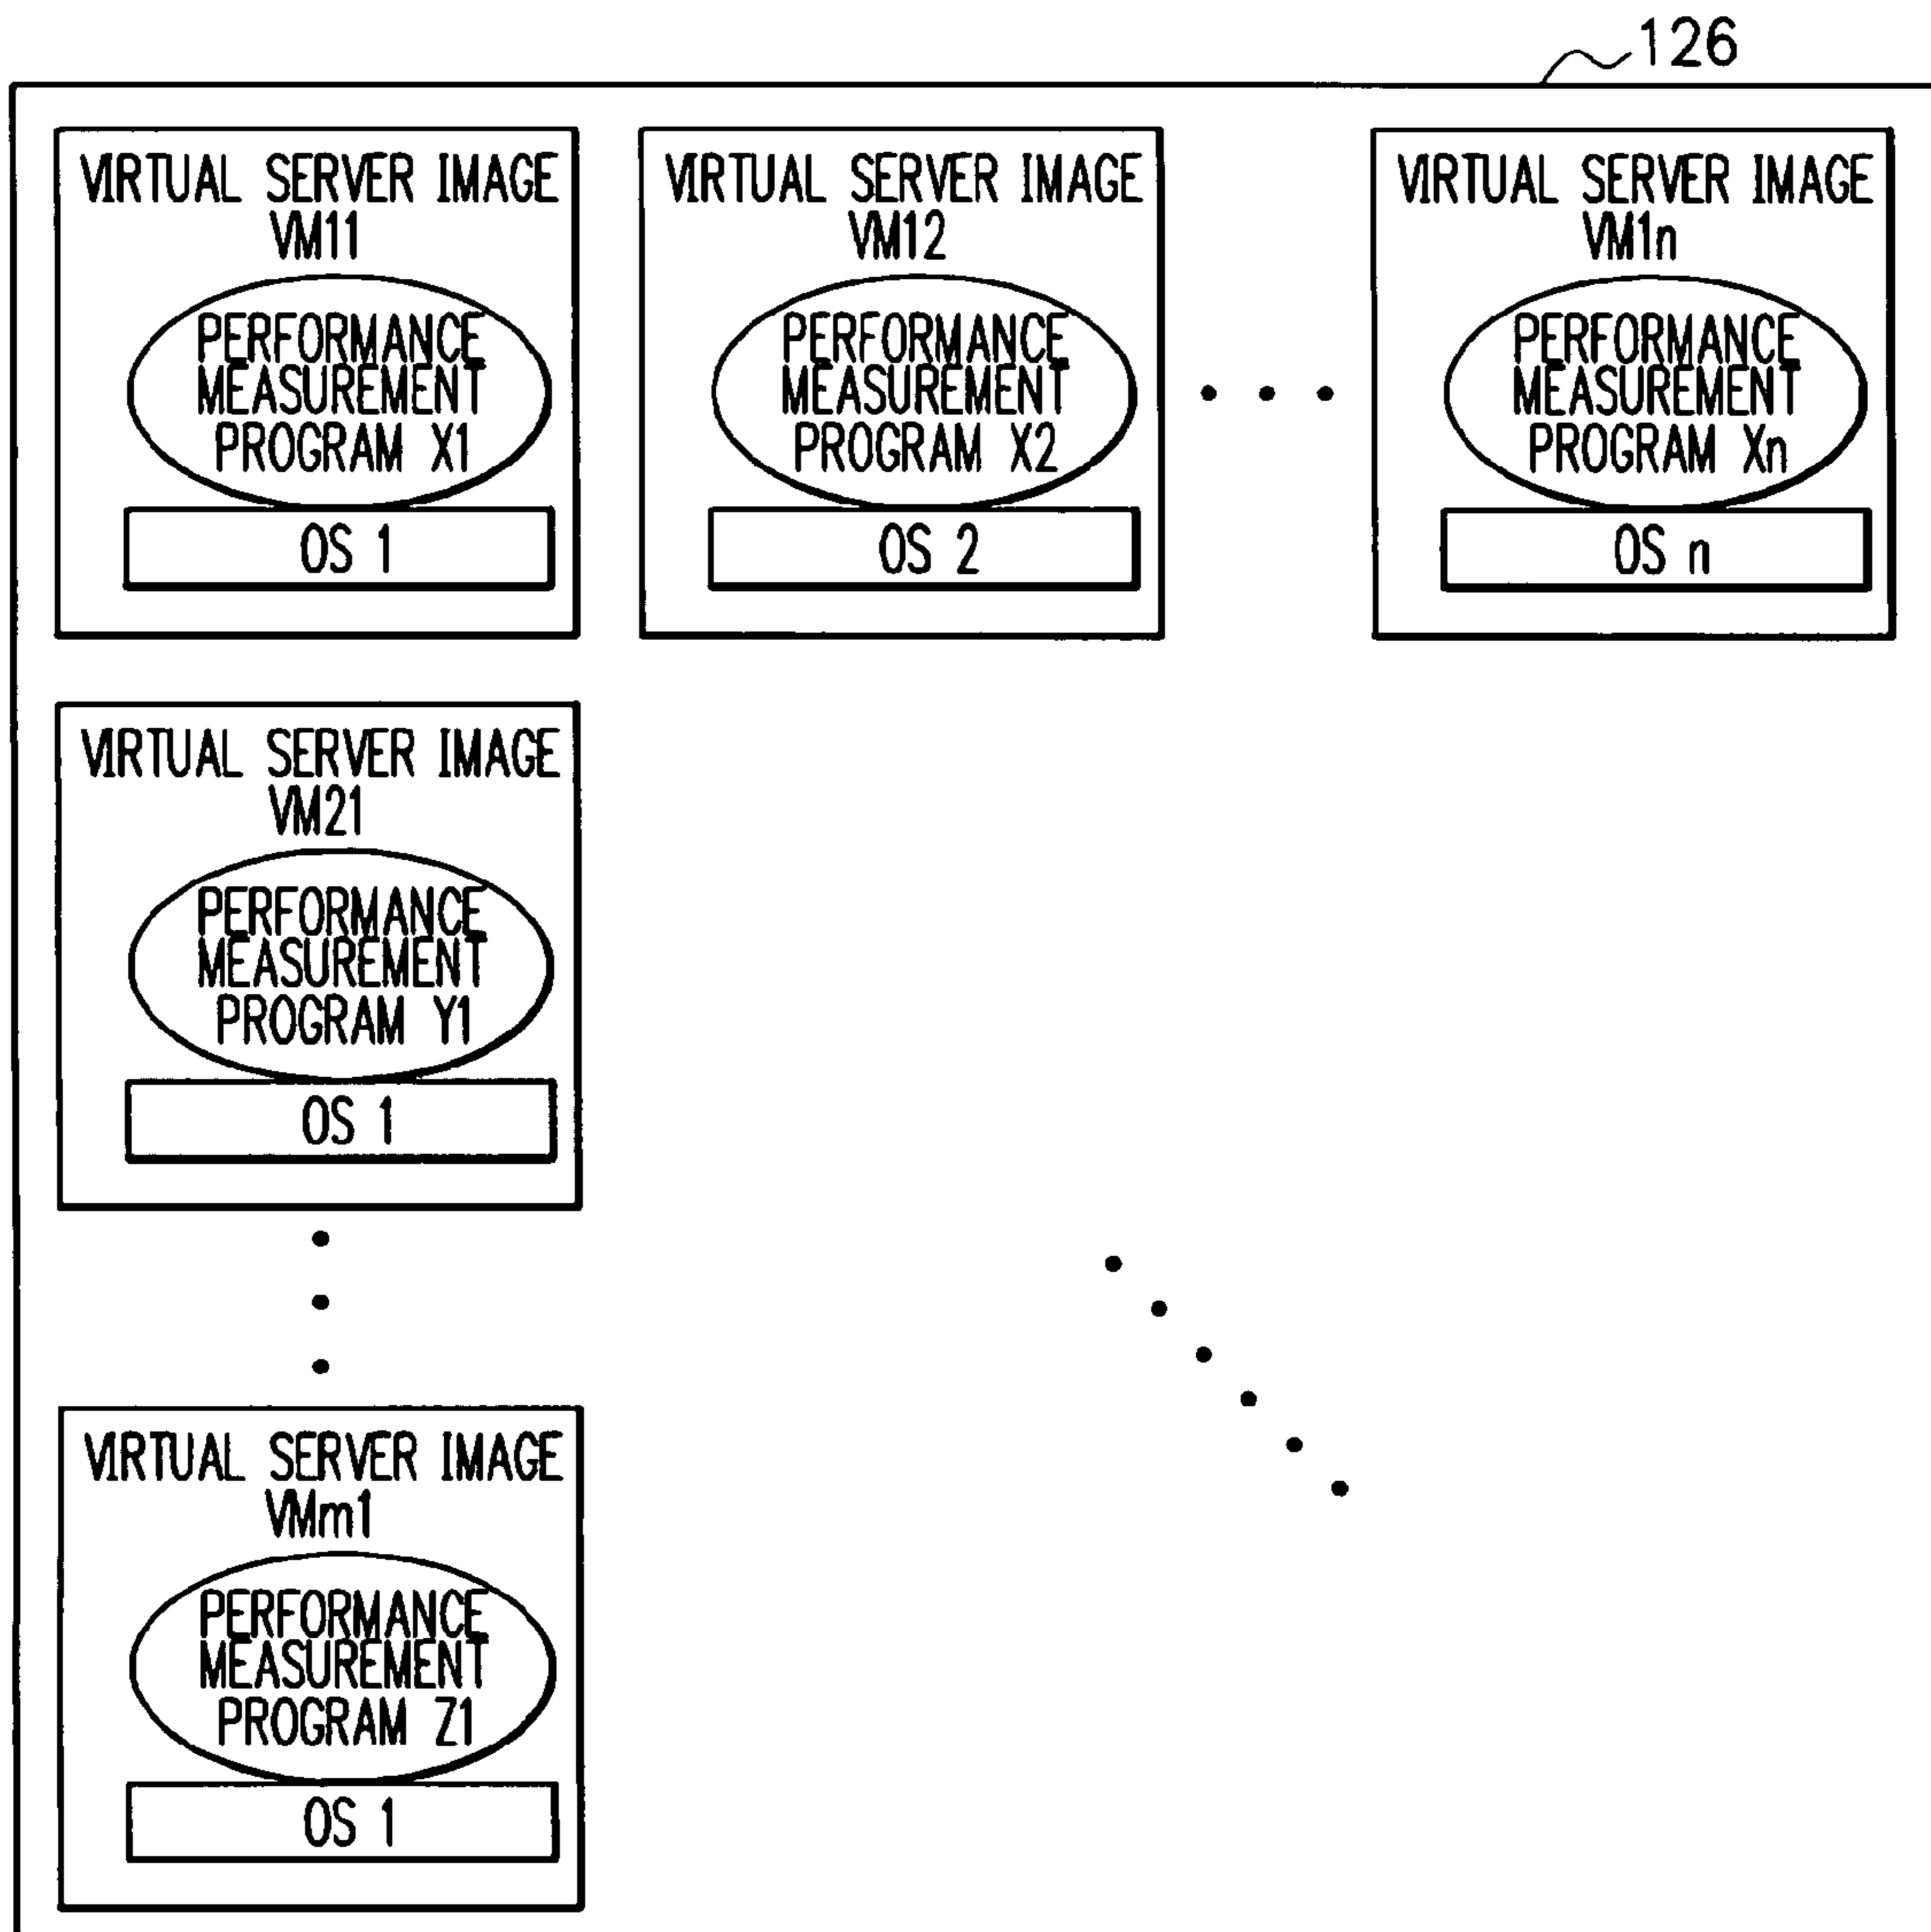 126
VIRTUAL SERVER IMAGE
VM11
PERFORMANCE
MEASUREMENT
PROGRAM X1
OS 1
VIRTUAL SERVER IMAGE
VM12
PERFORMANCE
MEASUREMENT
PROGRAM X2
OS 2
VIRTUAL SERVER IMAGE
VM1n
PERFORMANCE
MEASUREMENT
PROGRAM Xn
OS n
VIRTUAL SERVER IMAGE
VM21
PERFORMANCE
MEASUREMENT
PROGRAM Y1
OS 1
VIRTUAL SERVER IMAGE
VMm1
PERFORMANCE
MEASUREMENT
PROGRAM Z1
OS 1